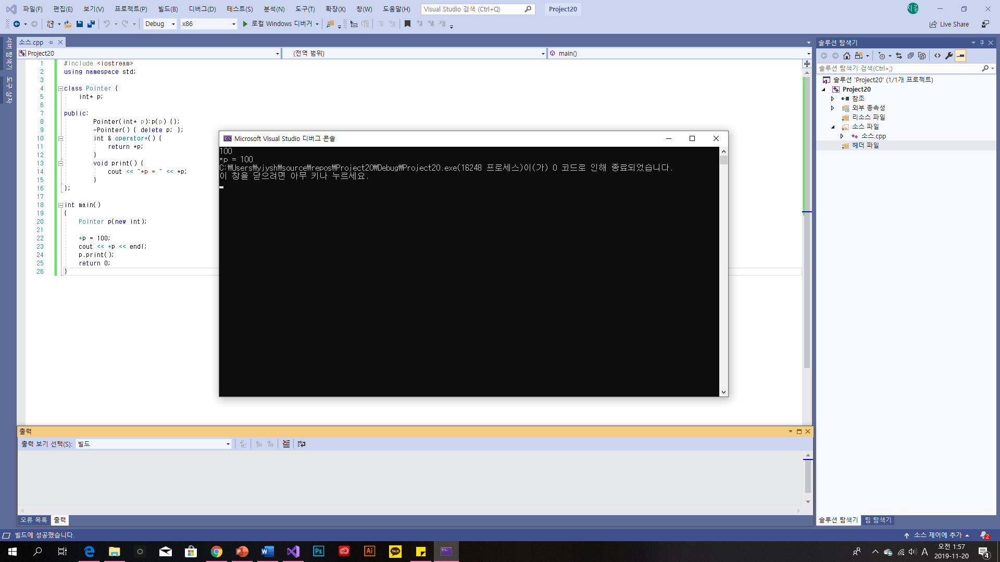 파일(F) 편집(E) 보기(V) 프로젝트(P) 빌드(B) 디버그(D) 테스트(S) 분석(N) 도구(T) 확장(X) 창(W) 도움말(H) Visual Studio 검색 (Ctrl+Q) Project20 지김
Debug x86 로컬 Windows 디버거 Live Share
서버 탐색기
도구 상자
소스.cpp
Project20 (전역 범위) main()
1 #include <iostream>
2 using namespace std;
3
4 class Pointer {
5 int* p;
6
7 public:
8 Pointer(int* p):p(p) {};
9 ~Pointer() { delete p; };
10 int & operator*() {
11 return *p;
12 }
13 void print() {
14 cout << "*p = " << *p;
15 }
16 };
17
18 int main()
19 {
20 Pointer p(new int);
21
22 *p = 100;
23 cout << *p << endl;
24 p.print();
25 return 0;
26 }
Microsoft Visual Studio 디버그 콘솔
100
*p = 100
C:₩Users₩yjysh₩source₩repos₩Project20₩Debug₩Project20.exe(16248 프로세스)이(가) 0 코드로 인해 종료되었습니다.
이 창을 닫으려면 아무 키나 누르세요.
솔루션 탐색기
솔루션 탐색기 검색(Ctrl+;)
솔루션 'Project20' (1/1개 프로젝트)
Project20
참조
외부 종속성
리소스 파일
소스 파일
소스.cpp
헤더 파일
출력
출력 보기 선택(S): 빌드
오류 목록 출력
솔루션 탐색기 팀 탐색기
빌드에 성공했습니다. 소스 제어에 추가 2
Ps Ai TALK A 오전 1:57
2019-11-20 4